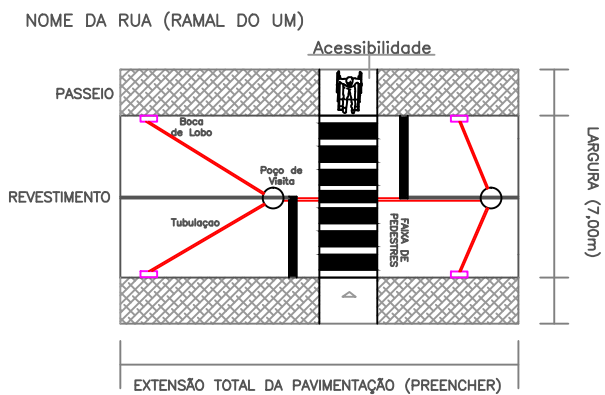 NOME DA RUA (RAMAL DO UM)
Acessibilidade
PASSEIO
Boca
de Lobo
Poço de
Visita
REVESTIMENTO
Tubulaçao
FAIXA DE
PEDESTRES
LARGURA (7,00m)
EXTENSÃO TOTAL DA PAVIMENTAÇÃO (PREENCHER)